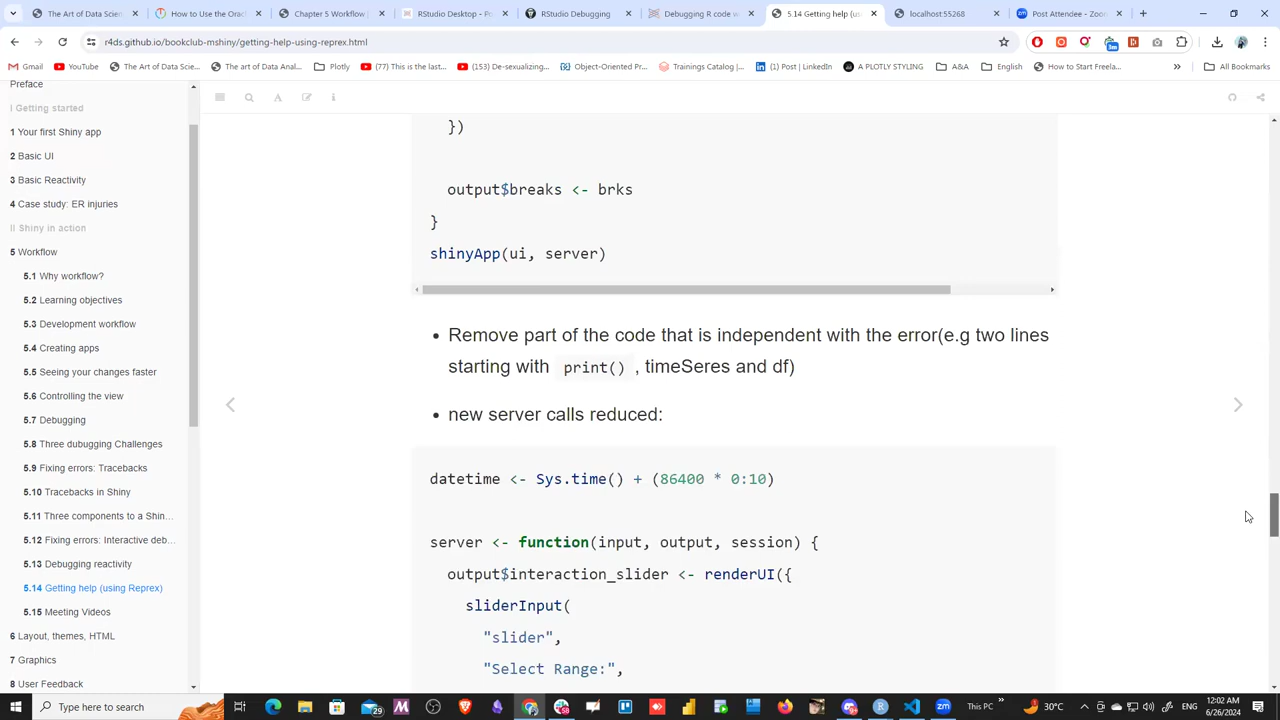 The Art of Data Scien
How to Use the Orac
Chapter 5 Workflow
RStudio Desktop - P
RStudio Debugging
Debugging R code w
5.14 Getting help (us
localhost:55268
Post Attendee - Zoo
r4ds.github.io/bookclub-mshiny/getting-help-using-reprex.html
3m
Gmail
YouTube
The Art of Data Scie...
The art of Data Anal...
Plotly
(77) This is the last...
(153) De-sexualizing...
Object-Oriented Pr...
Trainings Catalog |...
(1) Post | LinkedIn
A PLOTLY STYLING
A&A
English
How to Start Freela...
All Bookmarks
Preface
I Getting started
1 Your first Shiny app
2 Basic UI
3 Basic Reactivity
4 Case study: ER injuries
II Shiny in action
5 Workflow
5.1 Why workflow?
5.2 Learning objectives
5.3 Development workflow
5.4 Creating apps
5.5 Seeing your changes faster
5.6 Controlling the view
5.7 Debugging
5.8 Three dubugging Challenges
5.9 Fixing errors: Tracebacks
5.10 Tracebacks in Shiny
5.11 Three components to a Shin...
5.12 Fixing errors: Interactive deb...
5.13 Debugging reactivity
5.14 Getting help (using Reprex)
5.15 Meeting Videos
6 Layout, themes, HTML
7 Graphics
8 User Feedback
})
output$breaks <- brks
}
shinyApp(ui, server)
• Remove part of the code that is independent with the error(e.g two lines
starting with print() , timeSeres and df)
• new server calls reduced:
datetime <- Sys.time() + (86400 * 0:10)
server <- function(input, output, session) {
output$interaction_slider <- renderUI({
sliderInput(
"slider",
"Select Range:",
Type here to search
29
This PC
30°C
12:02 AM
6/26/2024